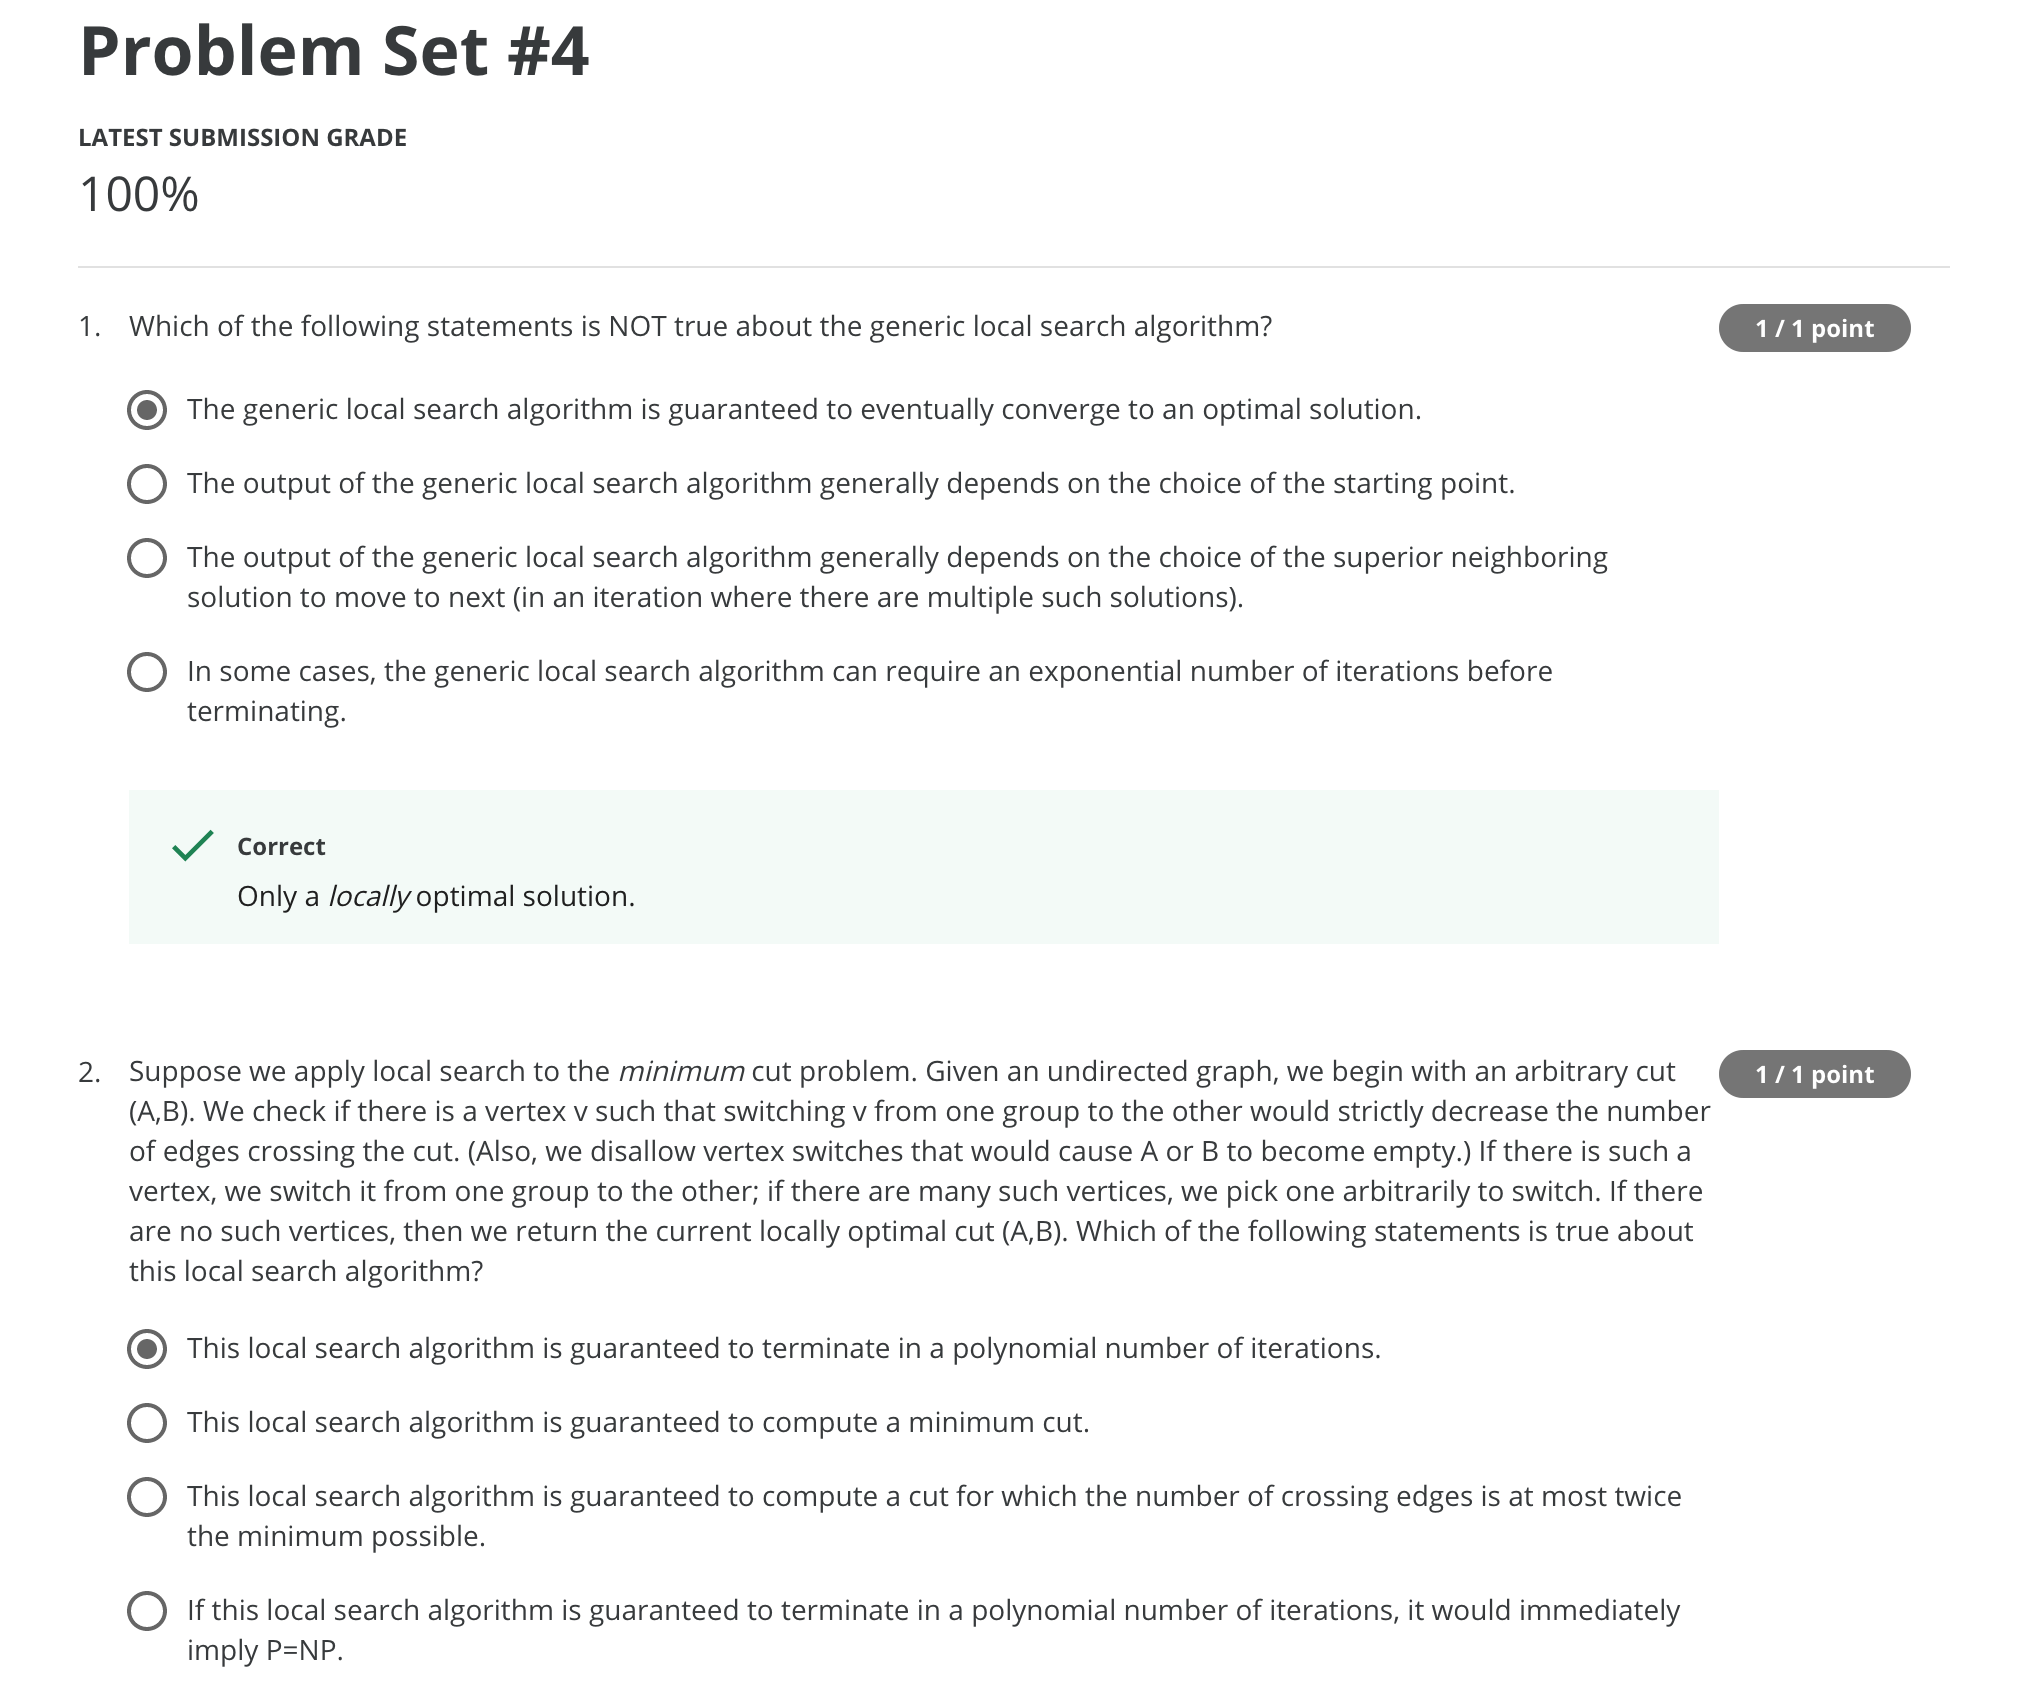 Problem Set #4
LATEST SUBMISSION GRADE
100%
1. Which of the following statements is NOT true about the generic local search algorithm?
1 / 1 point
The generic local search algorithm is guaranteed to eventually converge to an optimal solution.
The output of the generic local search algorithm generally depends on the choice of the starting point.
The output of the generic local search algorithm generally depends on the choice of the superior neighboring
solution to move to next (in an iteration where there are multiple such solutions).
In some cases, the generic local search algorithm can require an exponential number of iterations before
terminating.
Correct
Only a locally optimal solution.
2. Suppose we apply local search to the minimum cut problem. Given an undirected graph, we begin with an arbitrary cut
1 / 1 point
(A,B). We check if there is a vertex v such that switching v from one group to the other would strictly decrease the number
of edges crossing the cut. (Also, we disallow vertex switches that would cause A or B to become empty.) If there is such a
vertex, we switch it from one group to the other; if there are many such vertices, we pick one arbitrarily to switch. If there
are no such vertices, then we return the current locally optimal cut (A,B). Which of the following statements is true about
this local search algorithm?
This local search algorithm is guaranteed to terminate in a polynomial number of iterations.
This local search algorithm is guaranteed to compute a minimum cut.
This local search algorithm is guaranteed to compute a cut for which the number of crossing edges is at most twice
the minimum possible.
If this local search algorithm is guaranteed to terminate in a polynomial number of iterations, it would immediately
imply P=NP.